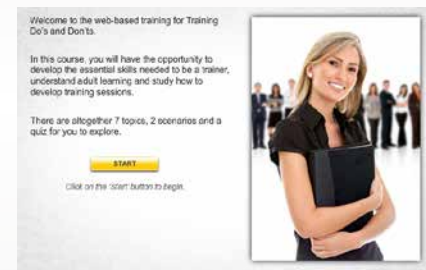 Welcome to the web-based training for Training
Do's and Don'ts.
In this course, you will have the opportunity to
develop the essential skills needed to be a trainer,
understand adult learning and study how to
develop training sessions.
There are altogether 7 topics, 2 scenarios and a
quiz for you to explore.
START
Click on the 'start' button to begin.